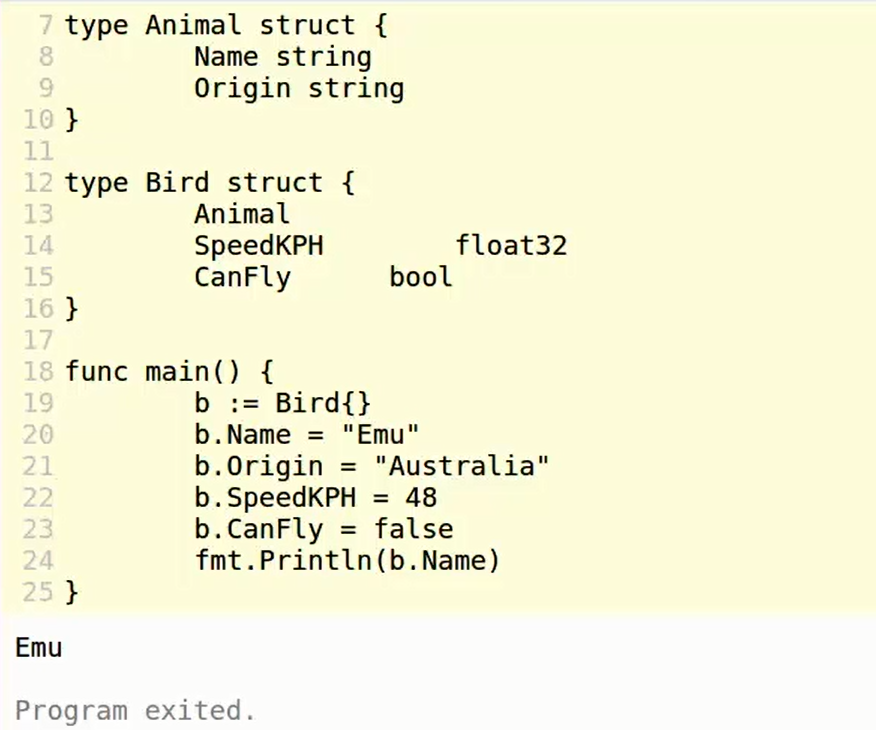 7 type Animal struct {
8         Name string
9         Origin string
10 }
11
12 type Bird struct {
13         Animal
14         SpeedKPH        float32
15         CanFly      bool
16 }
17
18 func main() {
19         b := Bird{}
20         b.Name = "Emu"
21         b.Origin = "Australia"
22         b.SpeedKPH = 48
23         b.CanFly = false
24         fmt.Println(b.Name)
25 }
Emu
Program exited.